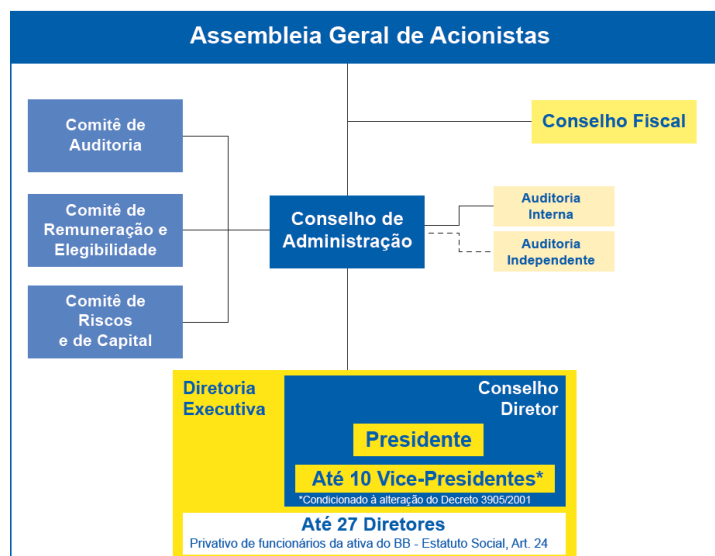 Assembleia Geral de Acionistas
Comitê de
Auditoria
Conselho Fiscal
Comitê de
Remuneração e
Elegibilidade
Conselho de
Administração
Auditoria
Interna
Auditoria
Independente
Comitê de
Riscos
e de Capital
Diretoria
Executiva
Conselho
Diretor
Presidente
Até 10 Vice-Presidentes*
*Condicionado à alteração do Decreto 3905/2001
Até 27 Diretores
Privativo de funcionários da ativa do BB - Estatuto Social, Art. 24